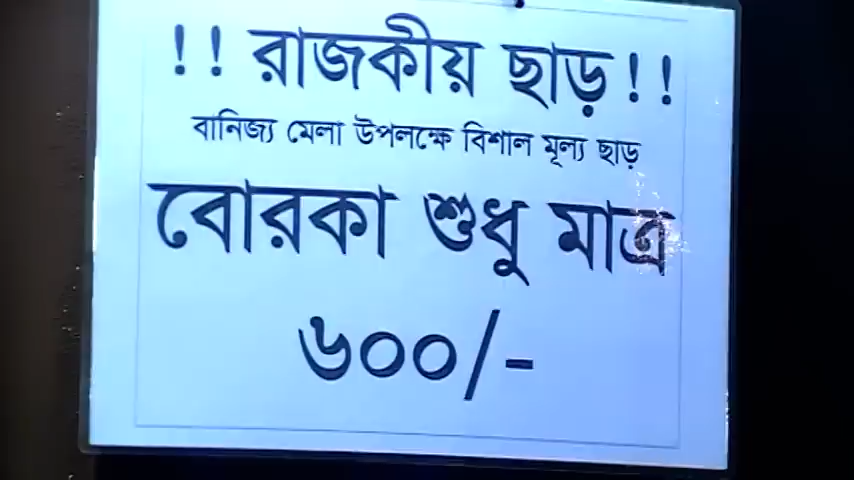 !! রাজকীয় ছাড় !!
বানিজ্য মেলা উপলক্ষে বিশাল মূল্য ছাড়
বোরকা শুধু মাত্র
৬০০/-